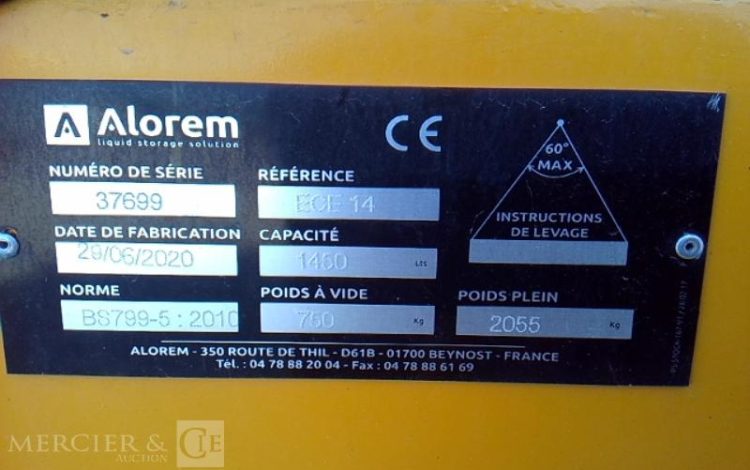 Alorem
liquid storage solution
CE
60°
MAX
INSTRUCTIONS
DE LEVAGE
NUMÉRO DE SÉRIE
37699
RÉFÉRENCE
ECE 14
DATE DE FABRICATION
29/06/2020
CAPACITÉ
1450 Lts
NORME
BS799-5 : 2010
POIDS À VIDE
760 Kg
POIDS PLEIN
2055 Kg
ALOREM - 350 ROUTE DE THIL - D61B - 01700 BEYNOST - FRANCE
Tél. : 04 78 88 20 04 - Fax : 04 78 88 61 69
MERCIER & CIE
AUCTION